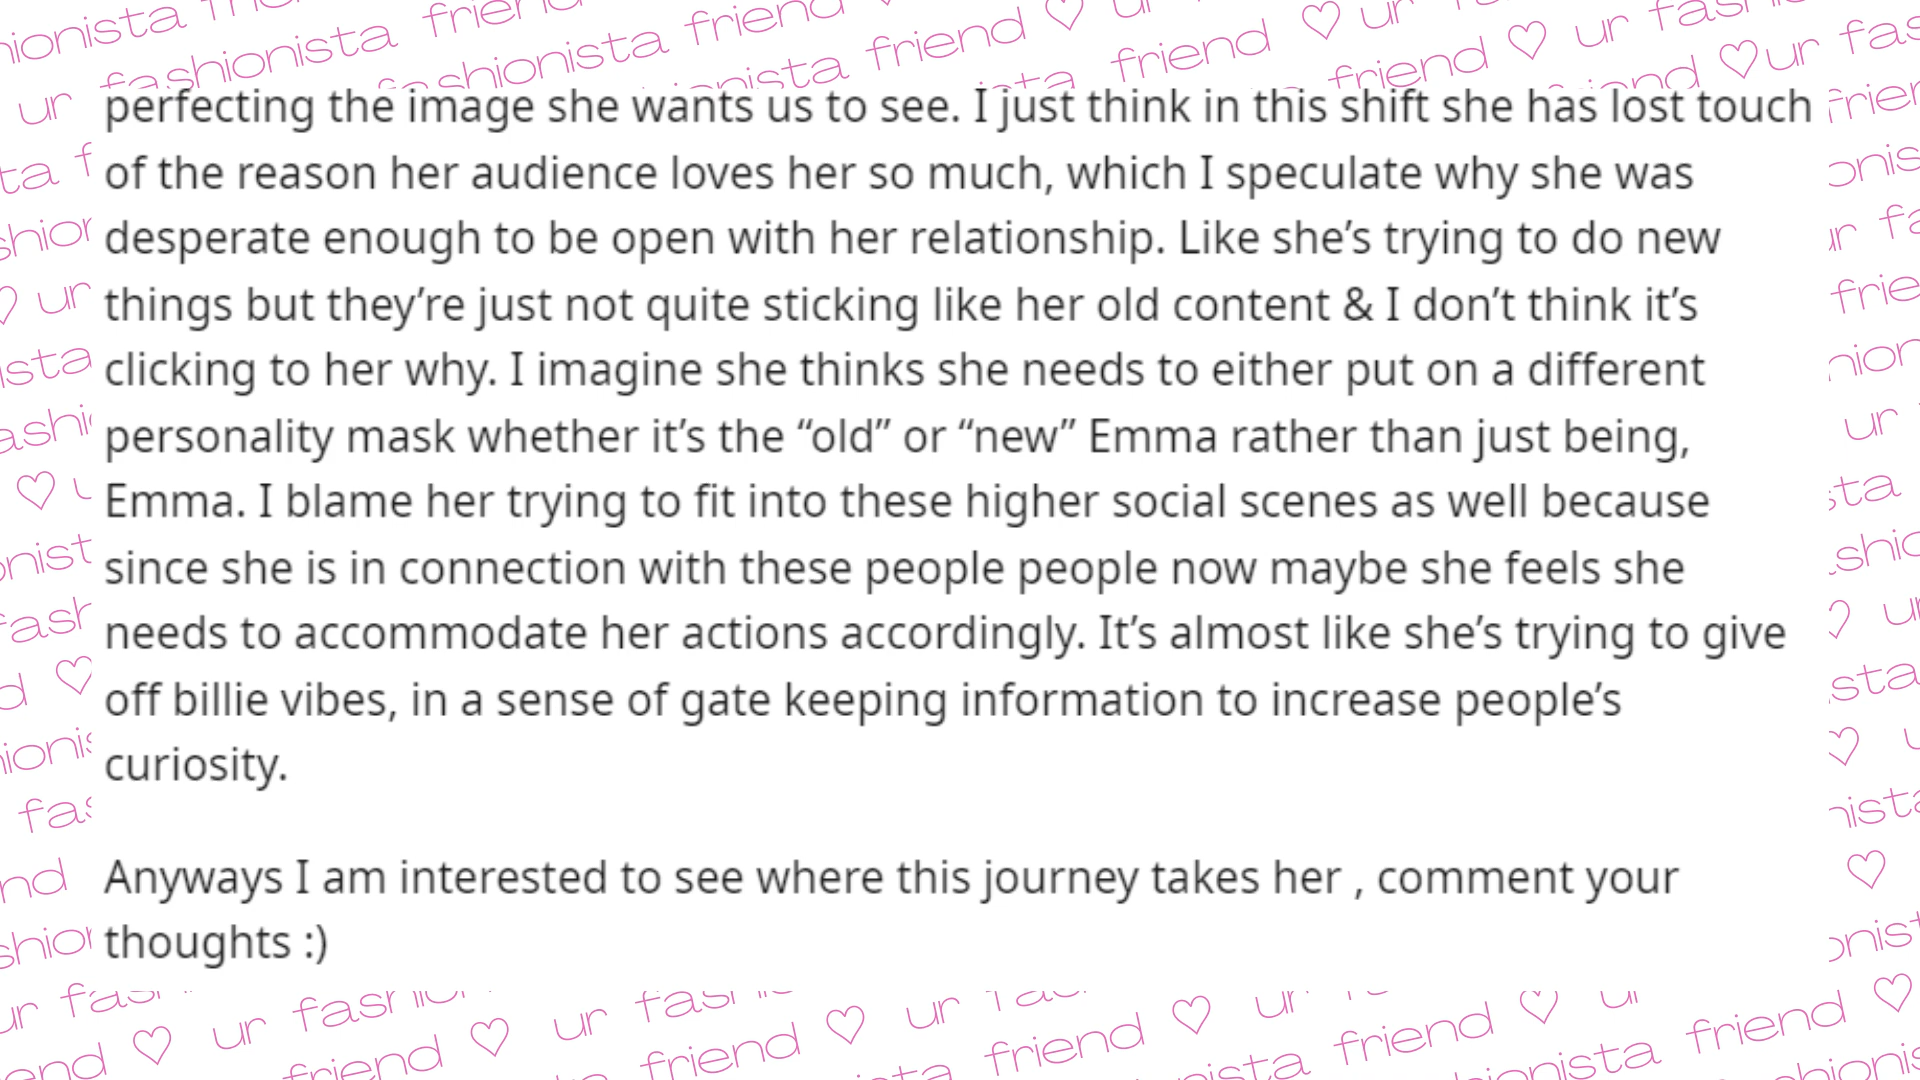 perfecting the image she wants us to see. I just think in this shift she has lost touch
of the reason her audience loves her so much, which I speculate why she was
desperate enough to be open with her relationship. Like she’s trying to do new
things but they’re just not quite sticking like her old content & I don’t think it’s
clicking to her why. I imagine she thinks she needs to either put on a different
personality mask whether it’s the “old” or “new” Emma rather than just being,
Emma. I blame her trying to fit into these higher social scenes as well because
since she is in connection with these people people now maybe she feels she
needs to accommodate her actions accordingly. It’s almost like she’s trying to give
off billie vibes, in a sense of gate keeping information to increase people’s
curiosity.
Anyways I am interested to see where this journey takes her , comment your
thoughts :)
ur fashionista friend ♡ ur fashionista friend ♡